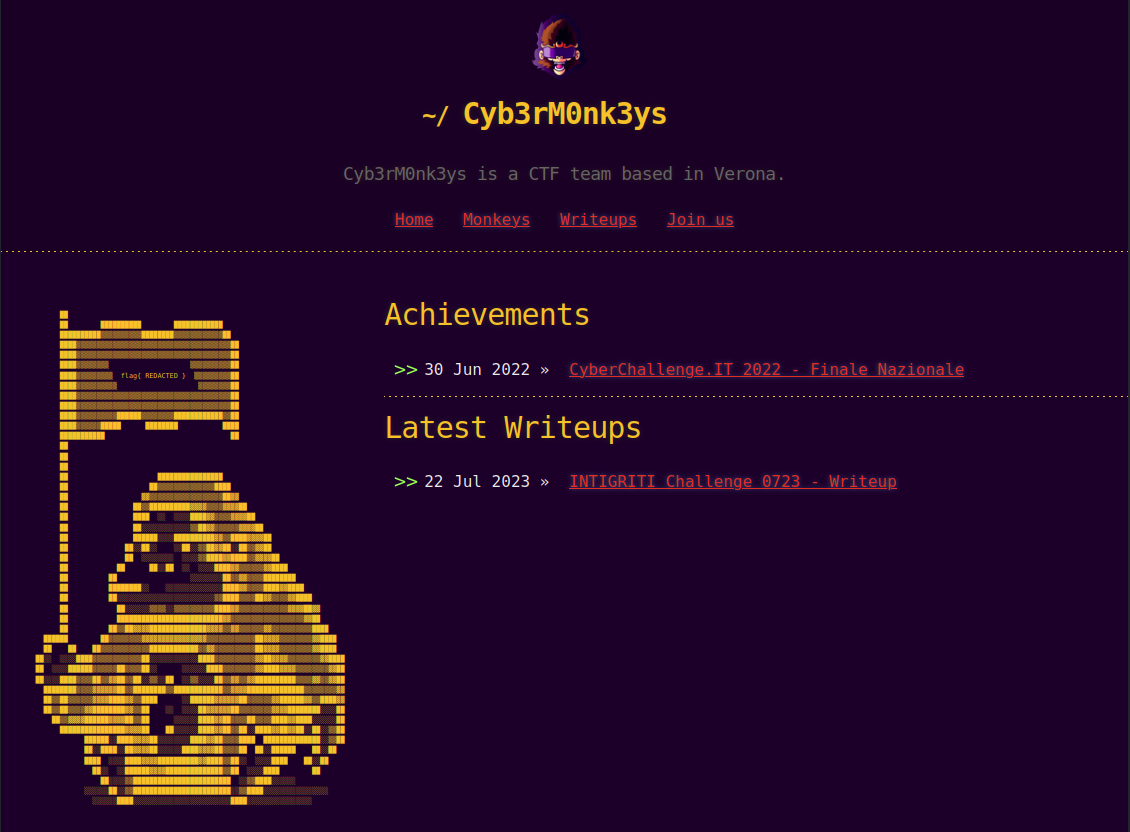 ~/ Cyb3rM0nk3ys
Cyb3rM0nk3ys is a CTF team based in Verona.
Home Monkeys Writeups Join us
flag{ REDACTED }
Achievements
>> 30 Jun 2022 » CyberChallenge.IT 2022 - Finale Nazionale
Latest Writeups
>> 22 Jul 2023 » INTIGRITI Challenge 0723 - Writeup